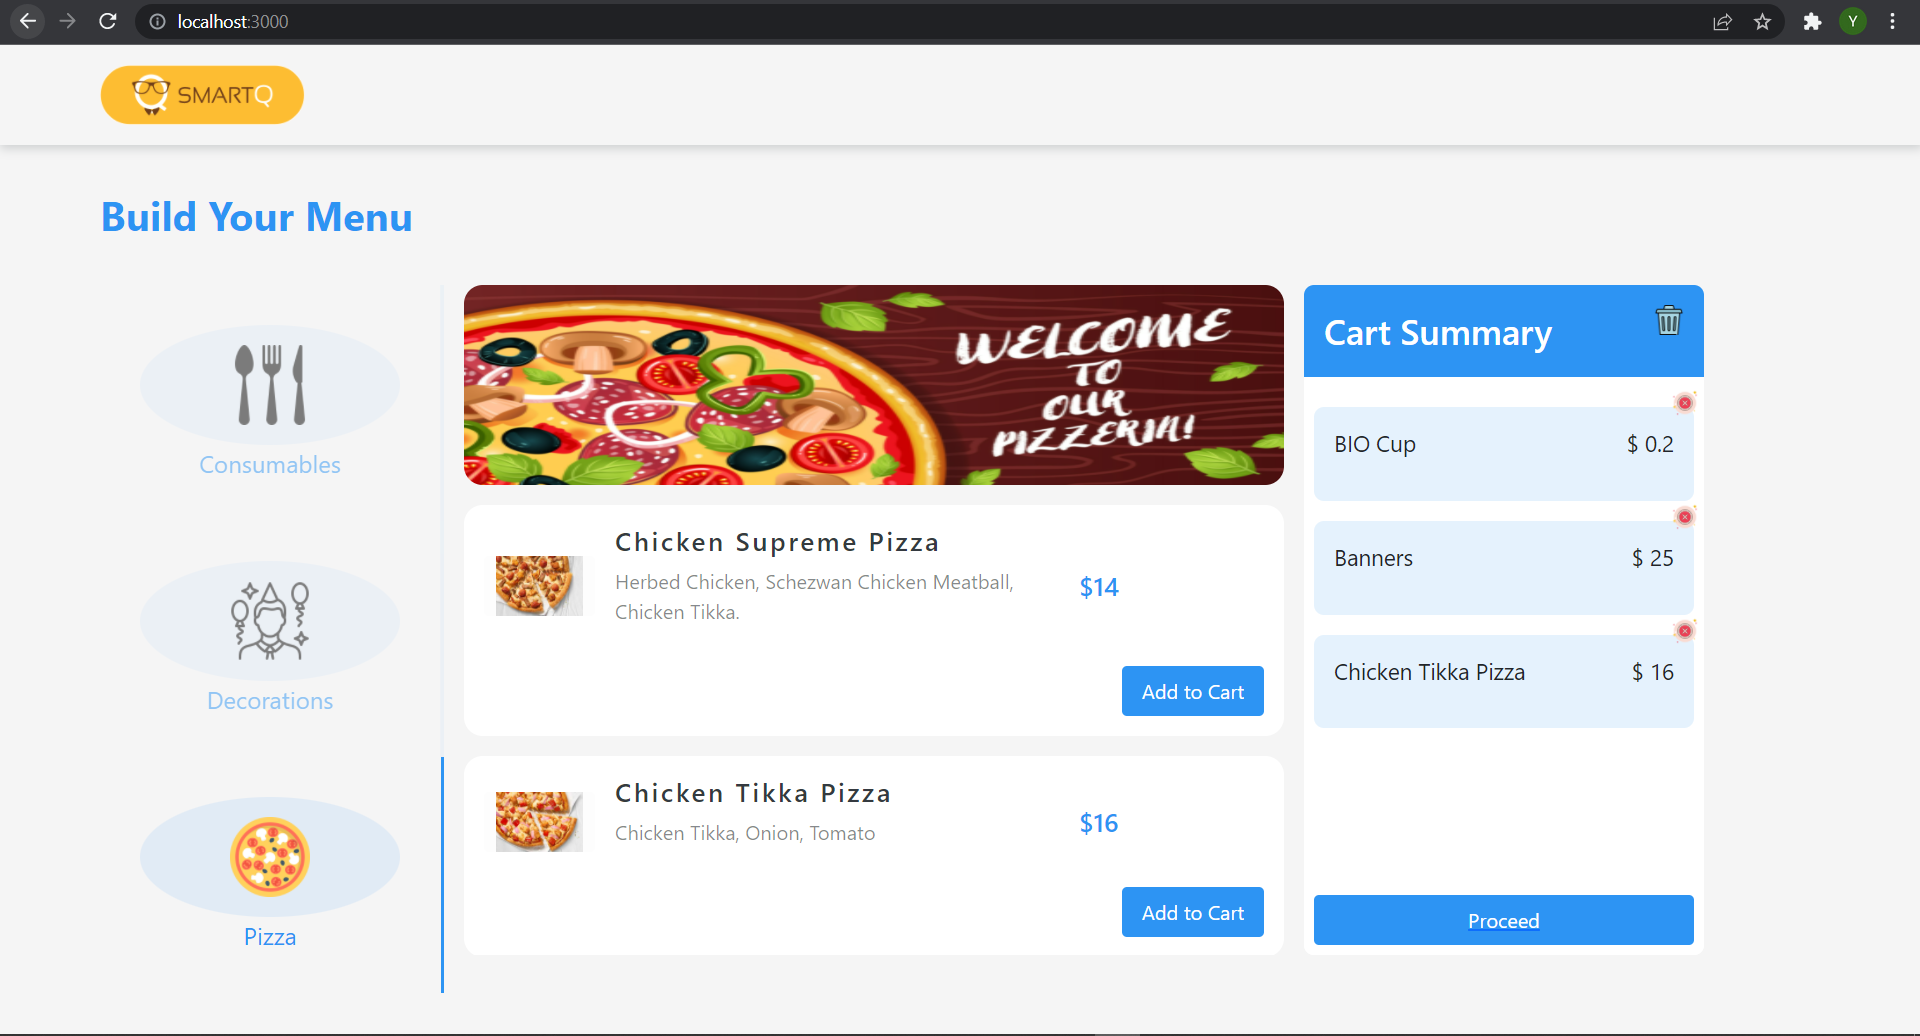 localhost:3000
Y
SMARTQ
Build Your Menu
Consumables
Decorations
Pizza
WELCOME
TO
OUR
PIZZERIA!
Chicken Supreme Pizza
Herbed Chicken, Schezwan Chicken Meatball,
Chicken Tikka.
$14
Add to Cart
Chicken Tikka Pizza
Chicken Tikka, Onion, Tomato
$16
Add to Cart
Cart Summary
BIO Cup $ 0.2
Banners $ 25
Chicken Tikka Pizza $ 16
Proceed